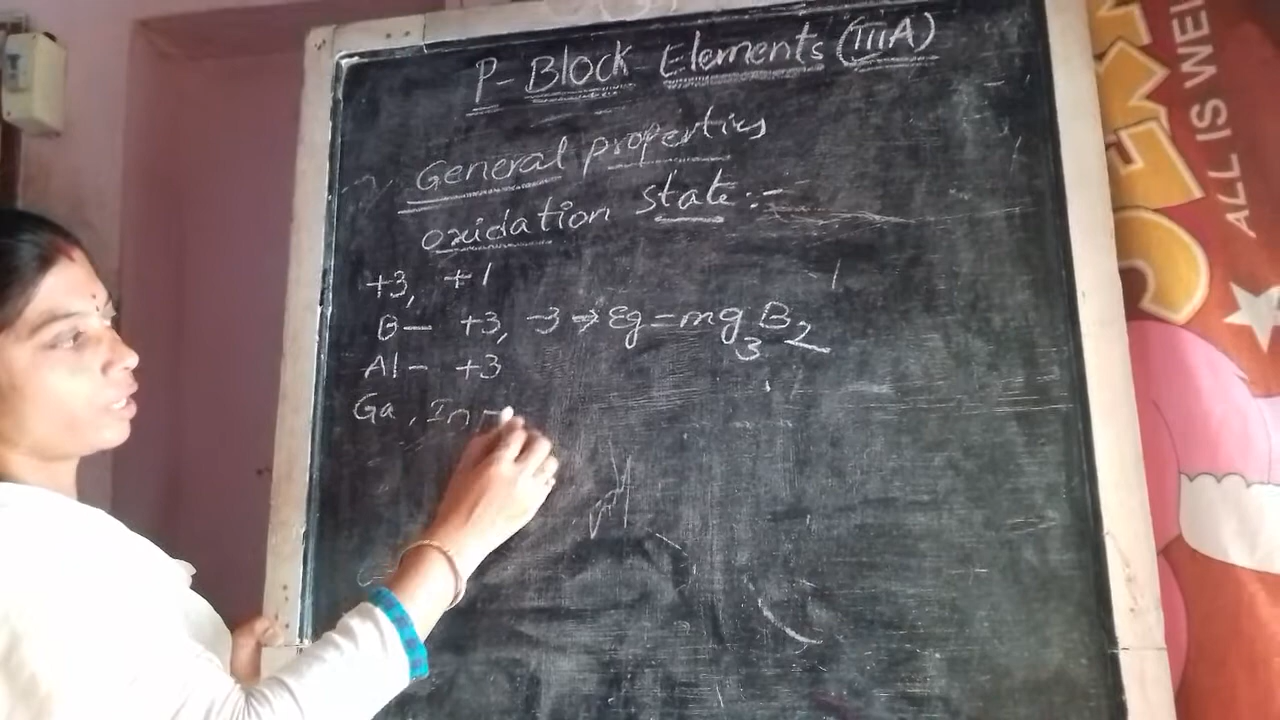 P-Block Elements (IIIA)
General properties
oxidation state:-
+3, +1
B- +3, -3 → Eg = mg3B2
Al- +3
Ga, In -
ALL IS WEL